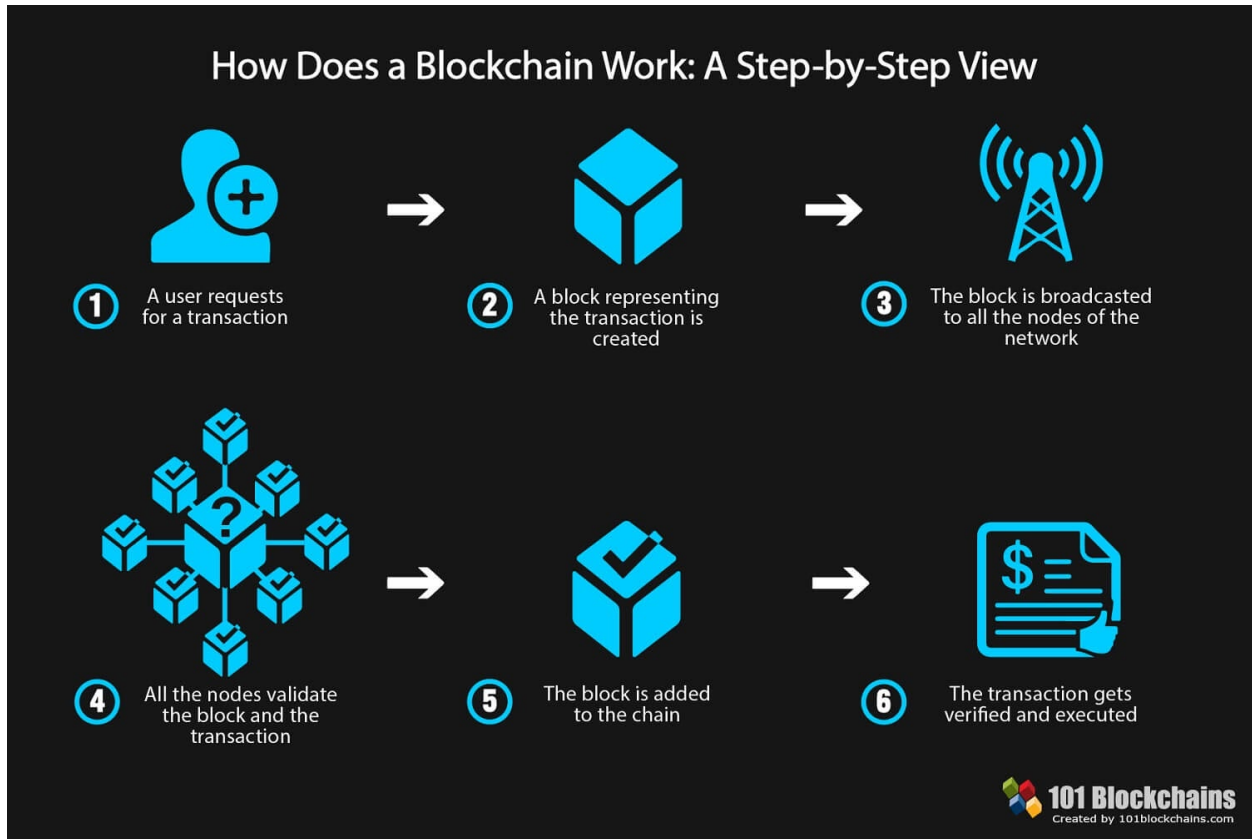 How Does a Blockchain Work: A Step-by-Step View
1
A user requests
for a transaction
2
A block representing
the transaction is
created
3
The block is broadcasted
to all the nodes of the
network
?
4
All the nodes validate
the block and the
transaction
5
The block is added
to the chain
$
6
The transaction gets
verified and executed
101 Blockchains
Created by 101blockchains.com